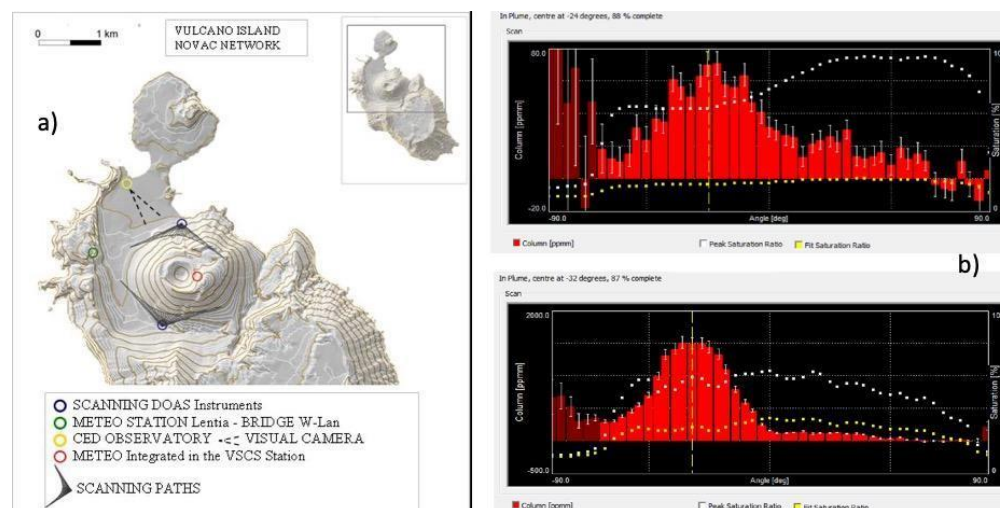 0 1 km
VULCANO ISLAND
NOVAC NETWORK
a)
SCANNING DOAS Instruments
METEO STATION Lentia - BRIDGE W-Lan
CED OBSERVATORY VISUAL CAMERA
METEO Integrated in the VSCS Station
SCANNING PATHS
In Plume, centre at -24 degrees, 88 % complete
Scan
80.0
10
Column [ppmm]
Saturation [%]
-20.0
0
-90.0 Angle [deg] 90.0
Column [ppmm] Peak Saturation Ratio Fit Saturation Ratio
b)
In Plume, centre at -32 degrees, 87 % complete
Scan
2000.0
10
Column [ppmm]
Saturation [%]
-500.0
0
-90.0 Angle [deg] 90.0
Column [ppmm] Peak Saturation Ratio Fit Saturation Ratio